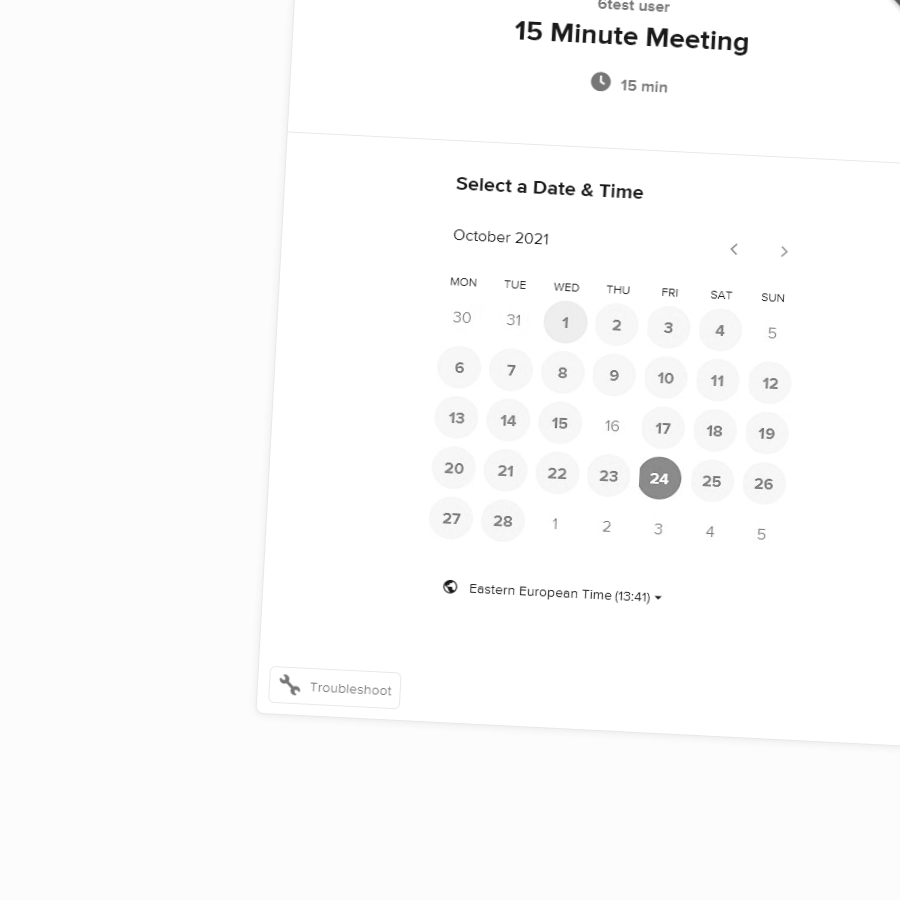 6test user
15 Minute Meeting
15 min
Select a Date & Time
October 2021
MON TUE WED THU FRI SAT SUN
30 31 1 2 3 4 5
6 7 8 9 10 11 12
13 14 15 16 17 18 19
20 21 22 23 24 25 26
27 28 1 2 3 4 5
Eastern European Time (13:41)
Troubleshoot